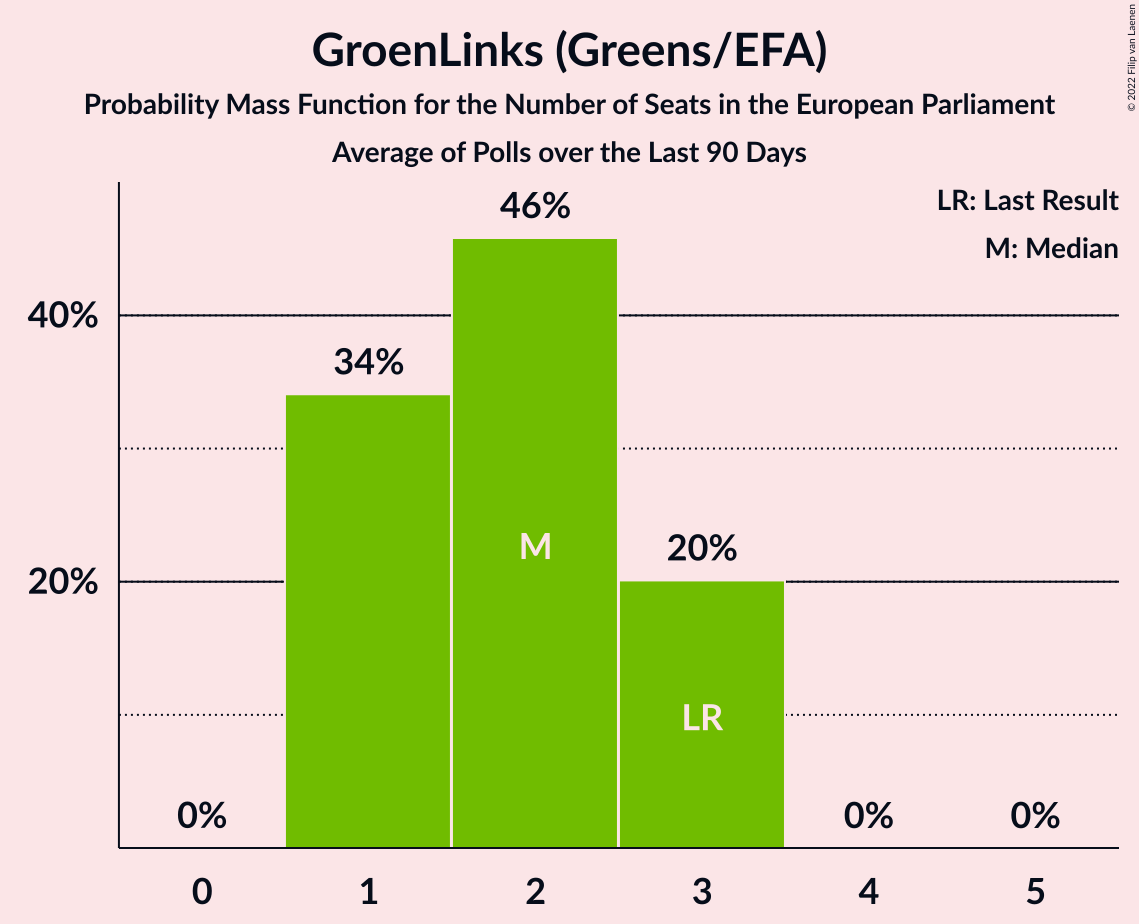 GroenLinks (Greens/EFA)
Probability Mass Function for the Number of Seats in the European Parliament
Average of Polls over the Last 90 Days
© 2022 Filip van Laenen
LR: Last Result
M: Median
46%
40%
34%
M
20%
20%
LR
0%
0%
0%
0
1
2
3
4
5